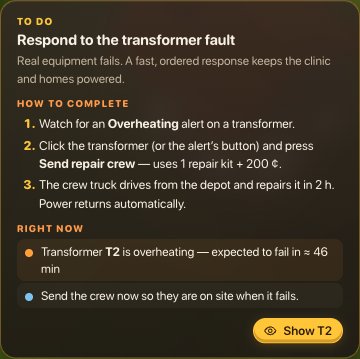 TO DO
Respond to the transformer fault
Real equipment fails. A fast, ordered response keeps the clinic
and homes powered.
HOW TO COMPLETE
1. Watch for an Overheating alert on a transformer.
2. Click the transformer (or the alert's button) and press
Send repair crew — uses 1 repair kit + 200 ₵.
3. The crew truck drives from the depot and repairs it in 2 h.
Power returns automatically.
RIGHT NOW
Transformer T2 is overheating — expected to fail in ≈ 46
min
Send the crew now so they are on site when it fails.
Show T2